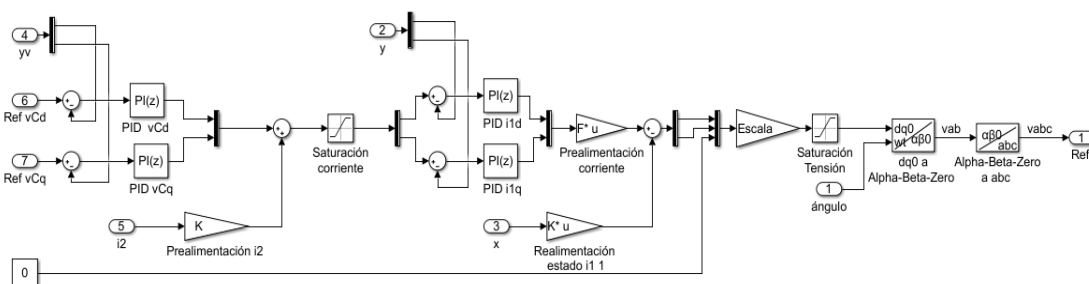 4
yv
6
Ref vCd
7
Ref vCq
PI(z)
PID vCd
PI(z)
PID vCq
5
i2
K
Prealimentación i2
0
Saturación
corriente
2
y
PI(z)
PID i1d
PI(z)
PID i1q
F* u
Prealimentación
corriente
3
x
K* u
Realimentación
estado i1 1
Escala
Saturación
Tensión
1
ángulo
dq0
wt
αβ0
dq0 a
Alpha-Beta-Zero
vab
αβ0
abc
Alpha-Beta-Zero
a abc
vabc
1
Ref